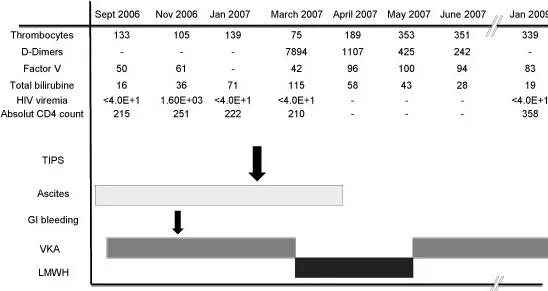 Sept 2006 Nov 2006 Jan 2007 March 2007 April 2007 May 2007 June 2007 Jan 2009
Thrombocytes 133 105 139 75 189 353 351 339
D-Dimers - - - 7894 1107 425 242 -
Factor V 50 61 - 42 96 100 94 83
Total bilirubine 16 36 71 115 58 43 28 19
HIV viremia <4.0E+1 1.60E+03 <4.0E+1 <4.0E+1 - - - <4.0E+1
Absolut CD4 count 215 251 222 210 - - - 358
TIPS
Ascites
GI bleeding
VKA
LMWH